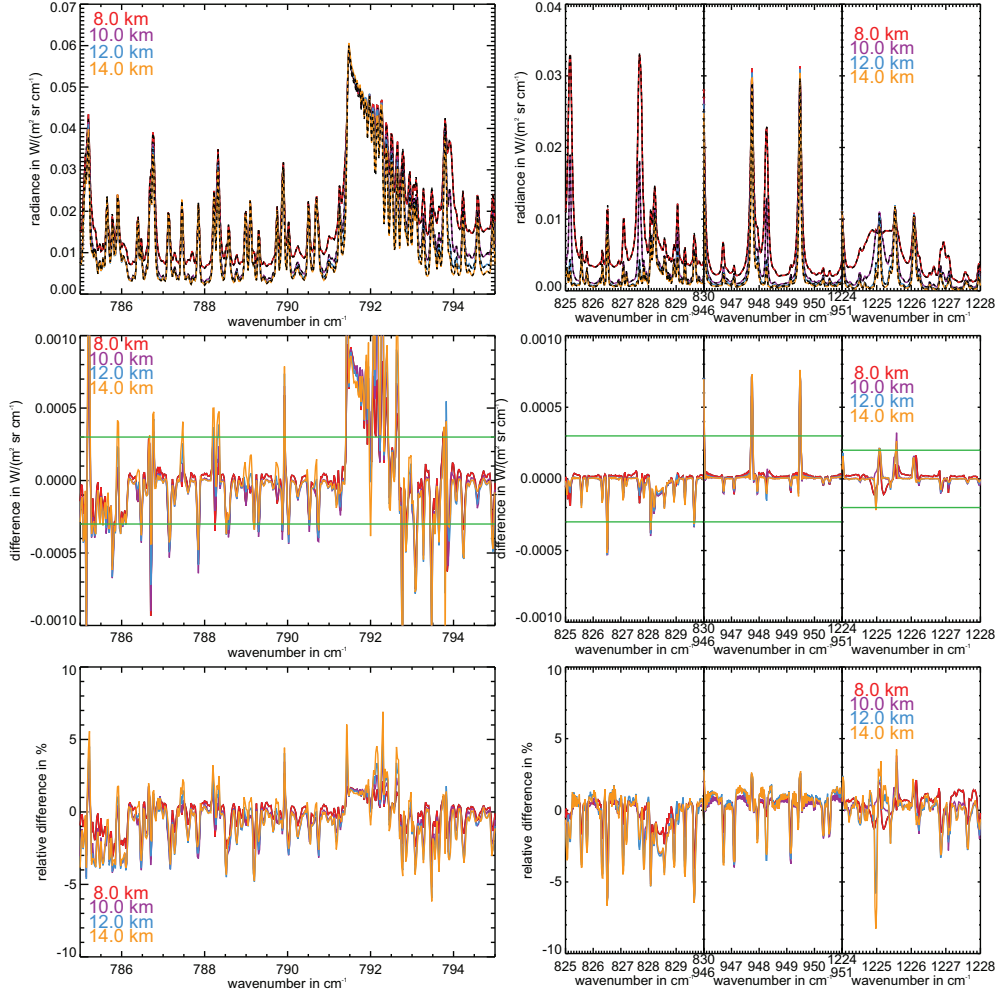 0.07
0.06
0.05
0.04
0.03
0.02
0.01
0.00
radiance in W/(m² sr cm⁻¹)
8.0 km
10.0 km
12.0 km
14.0 km
786 788 790 792 794
wavenumber in cm⁻¹
0.04
0.03
0.02
0.01
0.00
radiance in W/(m² sr cm⁻¹)
8.0 km
10.0 km
12.0 km
14.0 km
825 826 827 828 829 830
946 947 948 949 950 951
1224 1225 1226 1227 1228
wavenumber in cm⁻¹ wavenumber in cm⁻¹ wavenumber in cm⁻¹
0.0010
0.0005
0.0000
-0.0005
-0.0010
difference in W/(m² sr cm⁻¹)
8.0 km
10.0 km
12.0 km
14.0 km
786 788 790 792 794
wavenumber in cm⁻¹
0.0010
0.0005
0.0000
-0.0005
-0.0010
difference in W/(m² sr cm⁻¹)
8.0 km
10.0 km
12.0 km
14.0 km
825 826 827 828 829 830
946 947 948 949 950 951
1224 1225 1226 1227 1228
wavenumber in cm⁻¹ wavenumber in cm⁻¹ wavenumber in cm⁻¹
10
5
0
-5
-10
relative difference in %
8.0 km
10.0 km
12.0 km
14.0 km
786 788 790 792 794
wavenumber in cm⁻¹
10
5
0
-5
-10
relative difference in %
8.0 km
10.0 km
12.0 km
14.0 km
825 826 827 828 829 830
946 947 948 949 950 951
1224 1225 1226 1227 1228
wavenumber in cm⁻¹ wavenumber in cm⁻¹ wavenumber in cm⁻¹